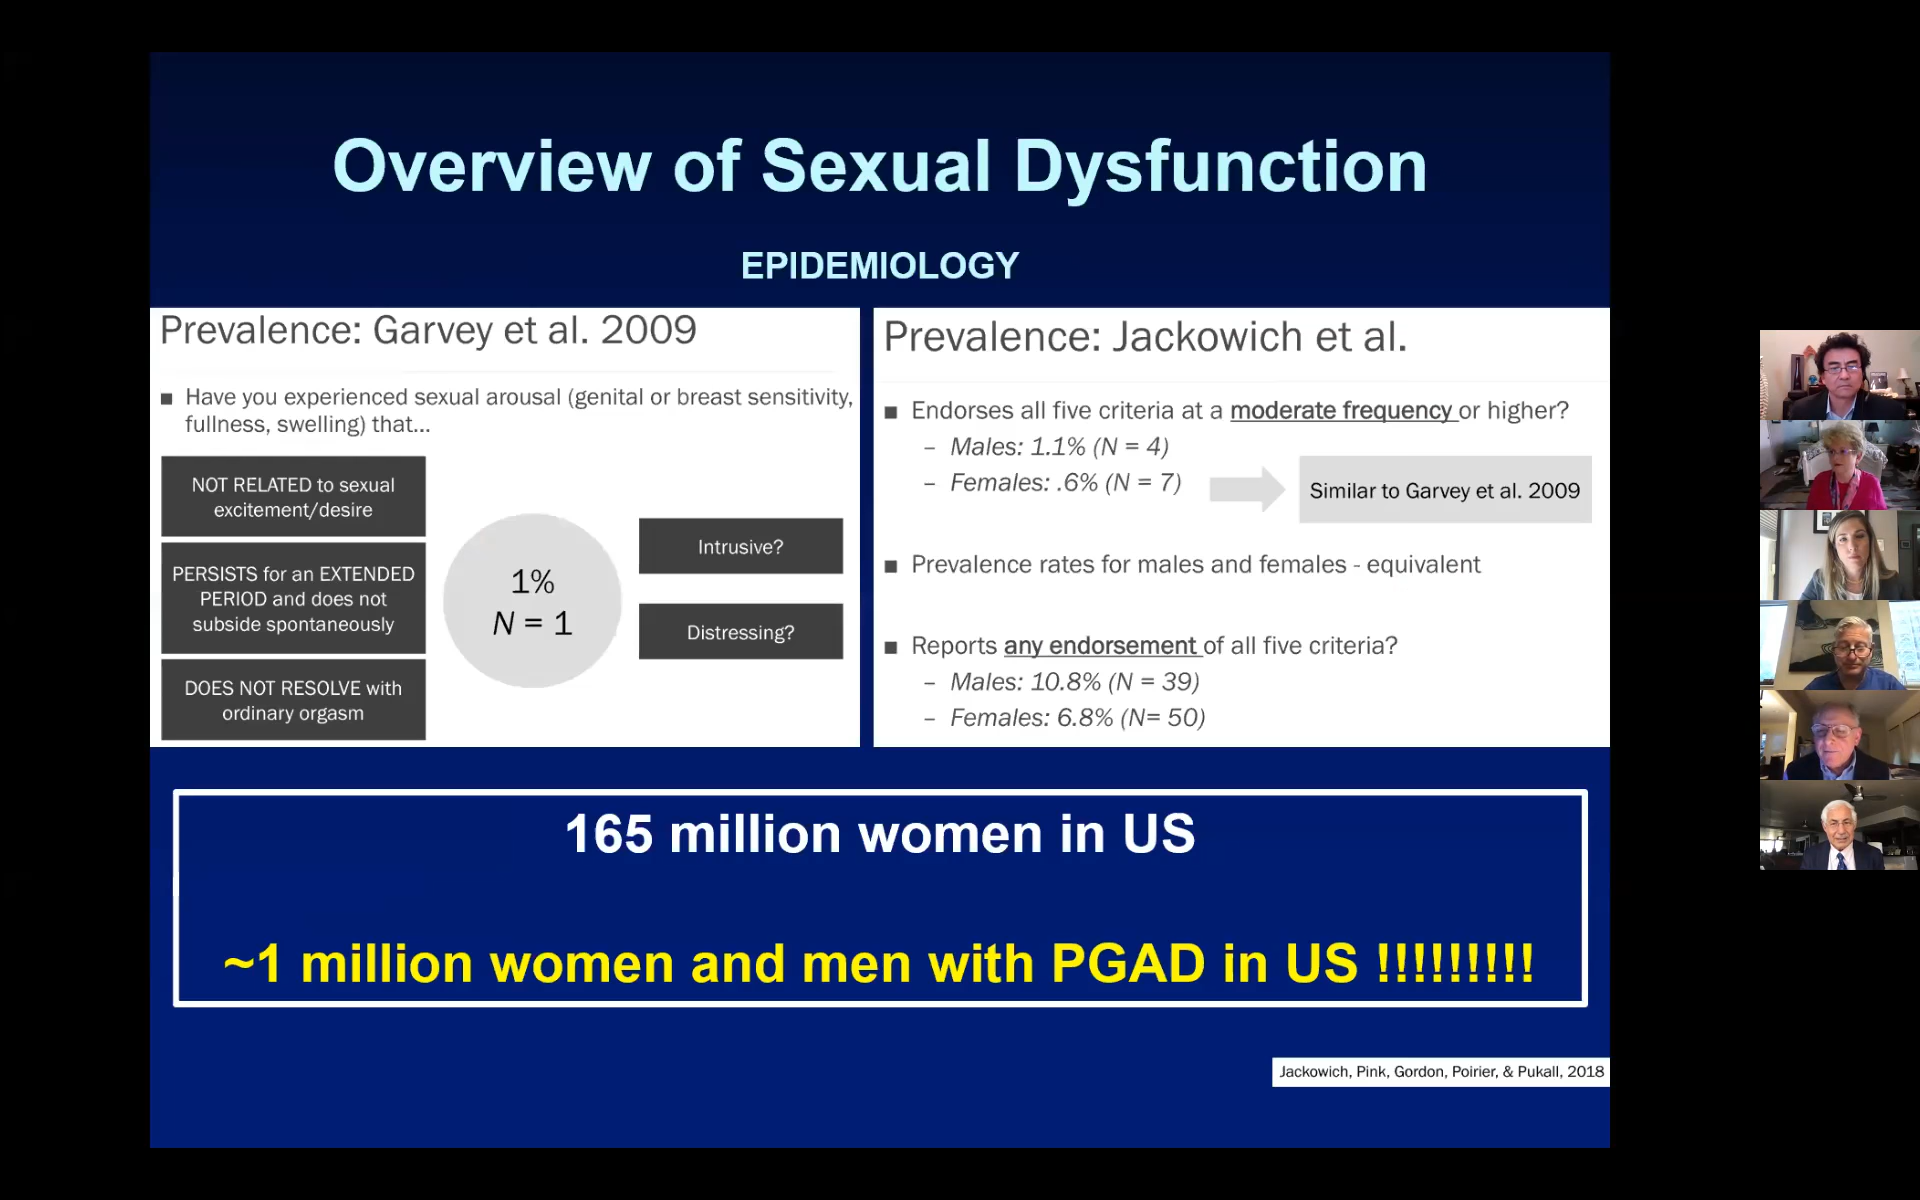 Overview of Sexual Dysfunction
EPIDEMIOLOGY
Prevalence: Garvey et al. 2009
■ Have you experienced sexual arousal (genital or breast sensitivity,
fullness, swelling) that...
NOT RELATED to sexual
excitement/desire
PERSISTS for an EXTENDED
PERIOD and does not
subside spontaneously
DOES NOT RESOLVE with
ordinary orgasm
1%
N = 1
Intrusive?
Distressing?
Prevalence: Jackowich et al.
■ Endorses all five criteria at a moderate frequency or higher?
– Males: 1.1% (N = 4)
– Females: .6% (N = 7)
Similar to Garvey et al. 2009
■ Prevalence rates for males and females - equivalent
■ Reports any endorsement of all five criteria?
– Males: 10.8% (N = 39)
– Females: 6.8% (N= 50)
165 million women in US
~1 million women and men with PGAD in US !!!!!!!!!
Jackowich, Pink, Gordon, Poirier, & Pukall, 2018